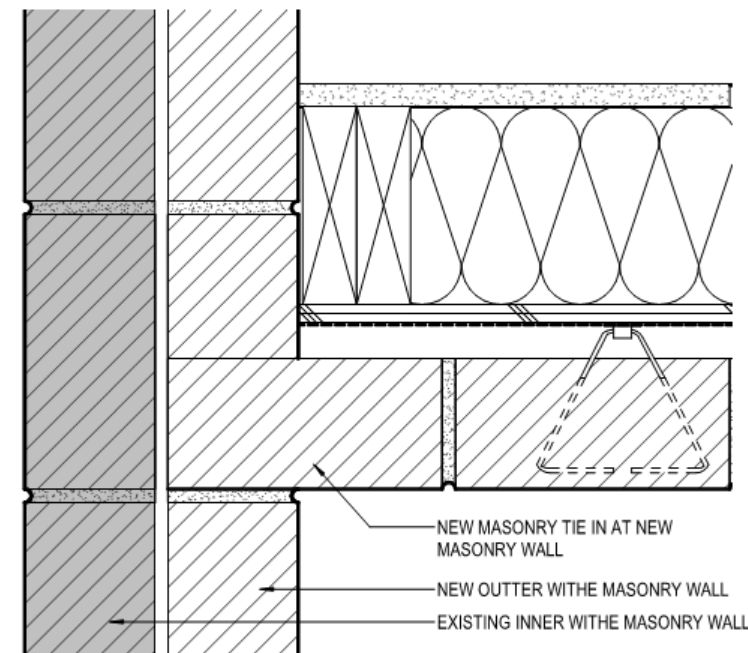 NEW MASONRY TIE IN AT NEW
MASONRY WALL
NEW OUTTER WITHE MASONRY WALL
EXISTING INNER WITHE MASONRY WALL